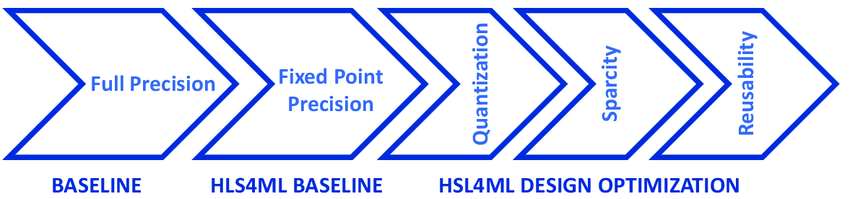 Full Precision
Fixed Point
Precision
Quantization
Sparcity
Reusability
BASELINE
HLS4ML BASELINE
HSL4ML DESIGN OPTIMIZATION